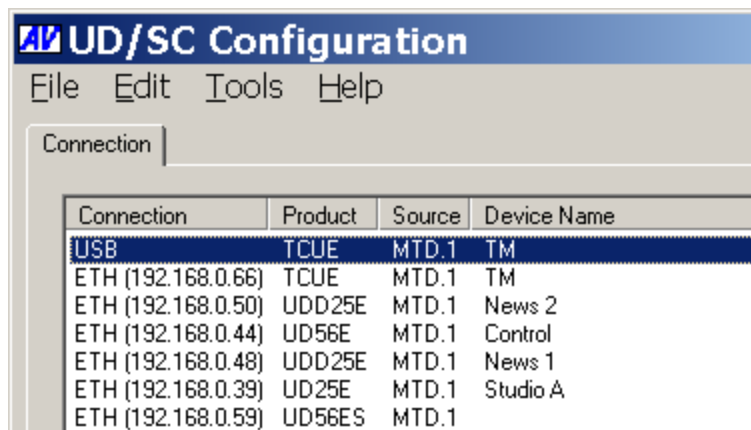 AV UD/SC Configuration
File Edit Tools Help
Connection
Connection Product Source Device Name
USB TCUE MTD.1 TM
ETH (192.168.0.66) TCUE MTD.1 TM
ETH (192.168.0.50) UDD25E MTD.1 News 2
ETH (192.168.0.44) UD56E MTD.1 Control
ETH (192.168.0.48) UDD25E MTD.1 News 1
ETH (192.168.0.39) UD25E MTD.1 Studio A
ETH (192.168.0.59) UD56ES MTD.1